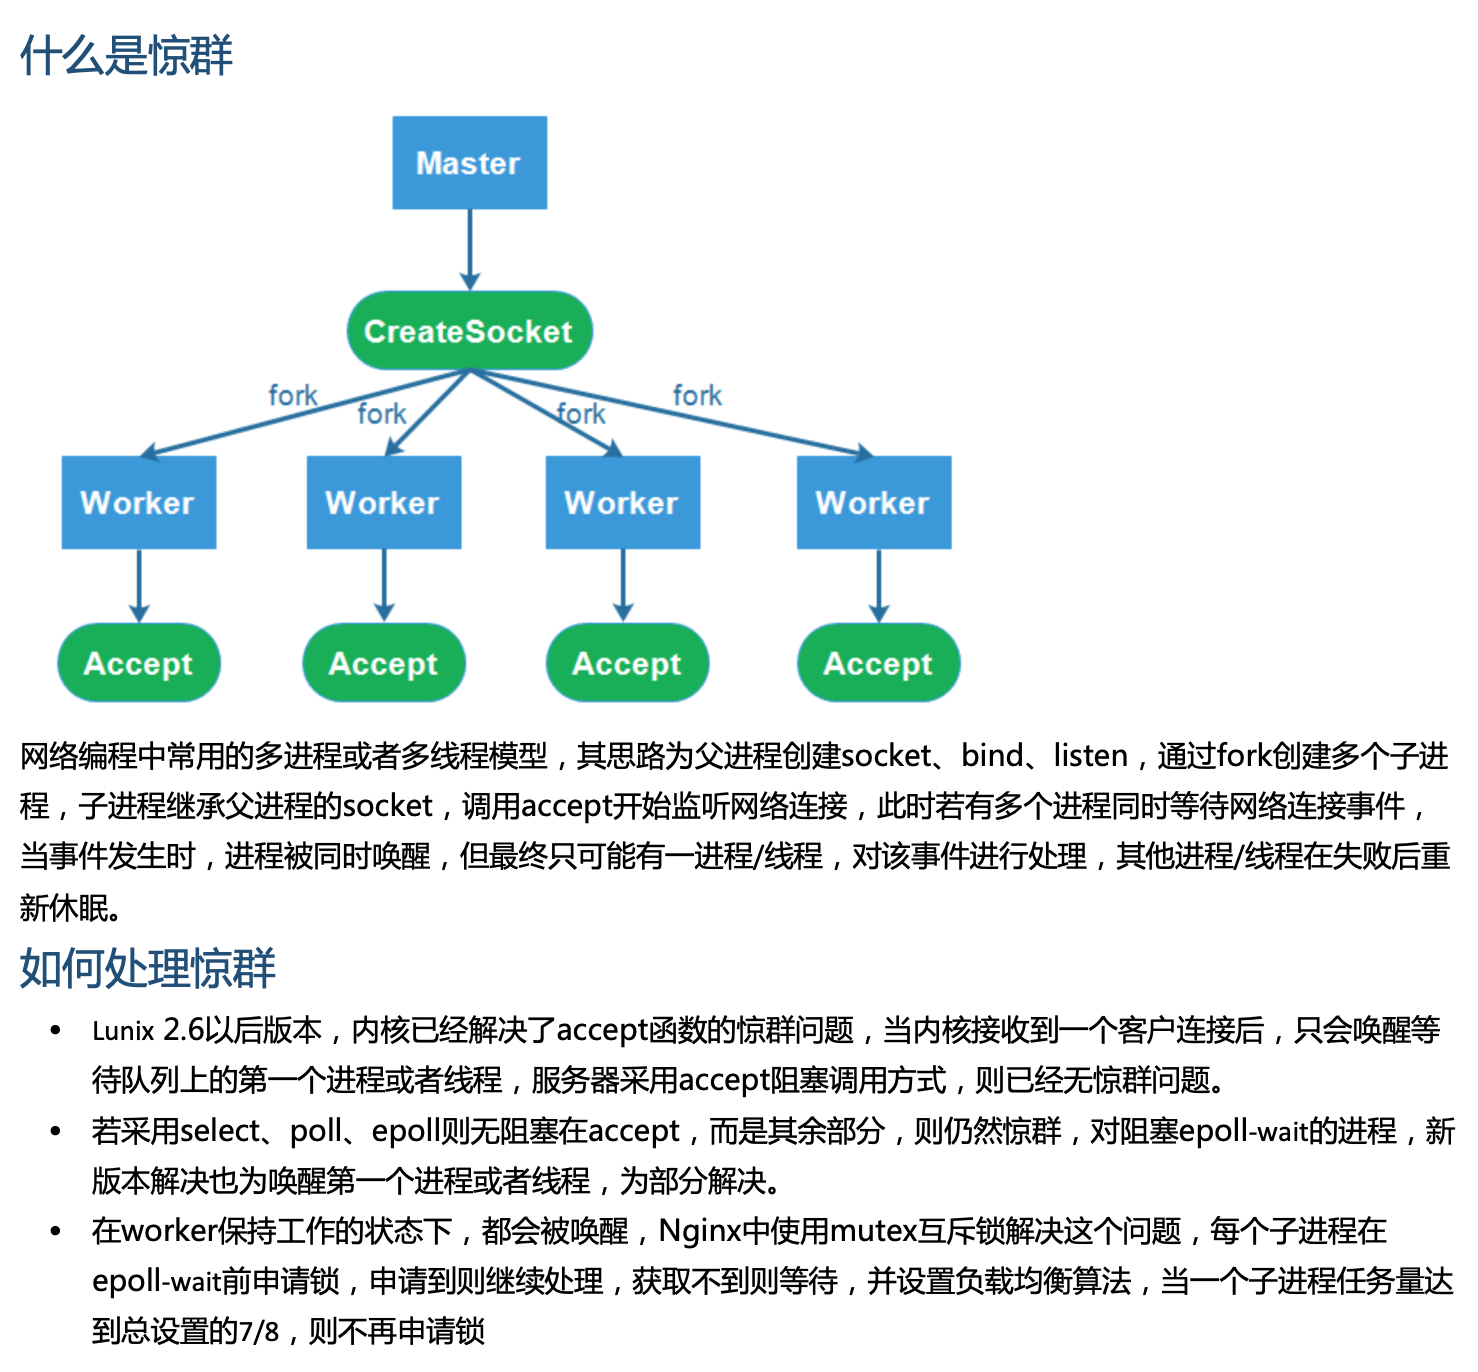 什么是惊群
Master
CreateSocket
fork
fork
fork
fork
Worker
Worker
Worker
Worker
Accept
Accept
Accept
Accept
网络编程中常用的多进程或者多线程模型，其思路为父进程创建socket、bind、listen，通过fork创建多个子进
程，子进程继承父进程的socket，调用accept开始监听网络连接，此时若有多个进程同时等待网络连接事件，
当事件发生时，进程被同时唤醒，但最终只可能有一进程/线程，对该事件进行处理，其他进程/线程在失败后重
新休眠。
如何处理惊群
• Lunix 2.6以后版本，内核已经解决了accept函数的惊群问题，当内核接收到一个客户连接后，只会唤醒等
待队列上的第一个进程或者线程，服务器采用accept阻塞调用方式，则已经无惊群问题。
• 若采用select、poll、epoll则无阻塞在accept，而是其余部分，则仍然惊群，对阻塞epoll-wait的进程，新
版本解决也为唤醒第一个进程或者线程，为部分解决。
• 在worker保持工作的状态下，都会被唤醒，Nginx中使用mutex互斥锁解决这个问题，每个子进程在
epoll-wait前申请锁，申请到则继续处理，获取不到则等待，并设置负载均衡算法，当一个子进程任务量达
到总设置的7/8，则不再申请锁